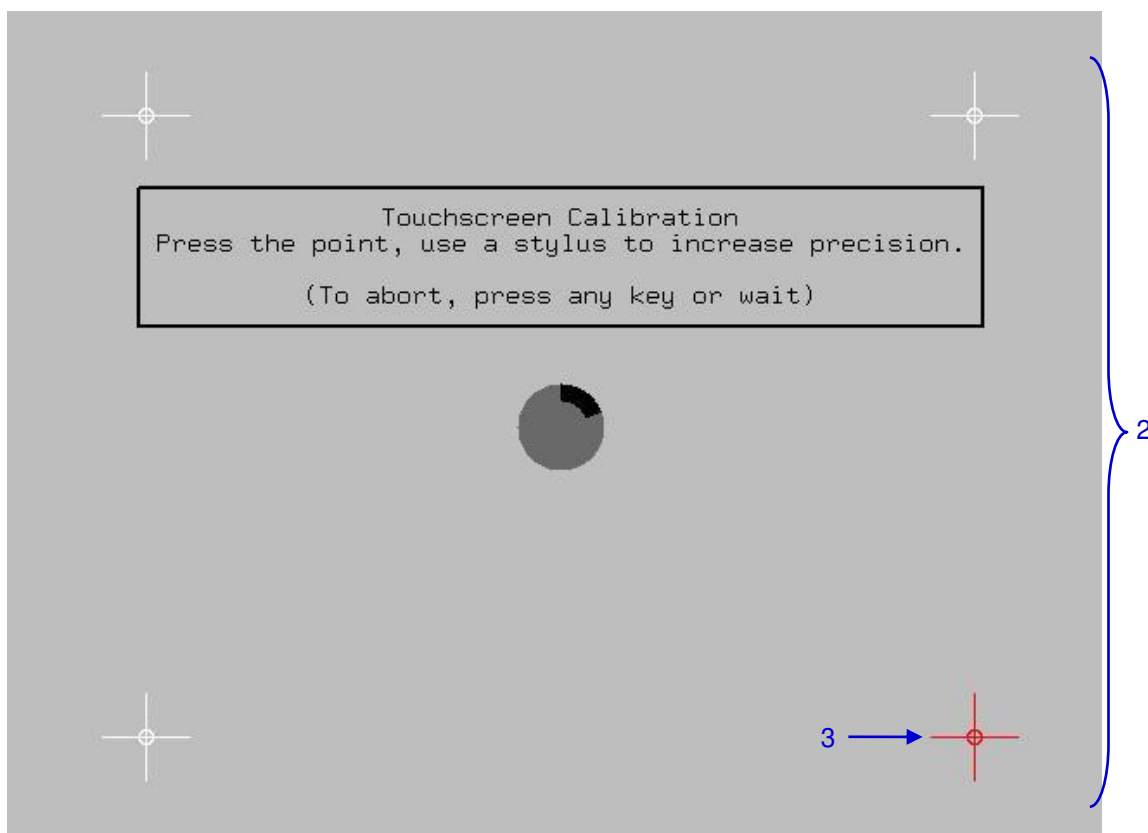 Touchscreen Calibration
Press the point, use a stylus to increase precision.
(To abort, press any key or wait)
2
3